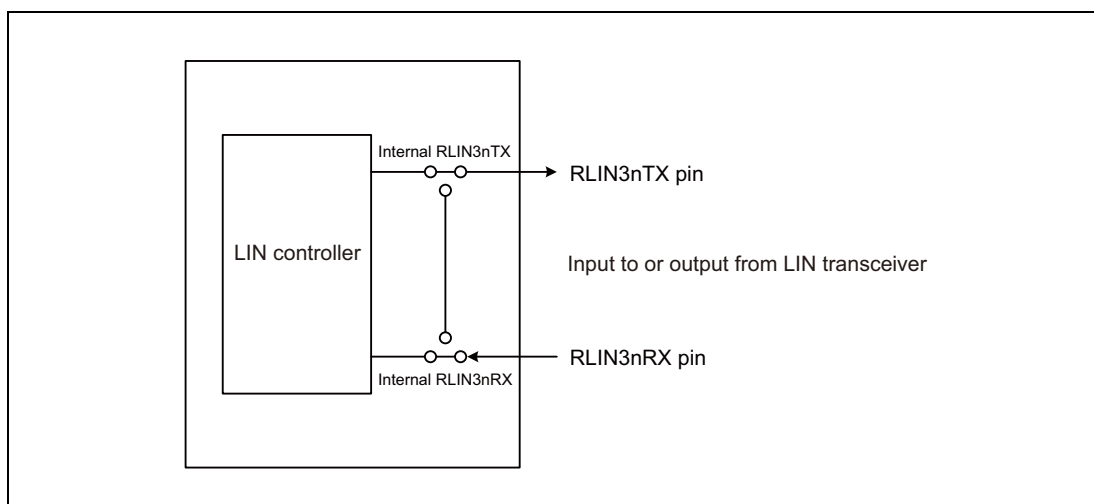 Internal RLIN3nTX
RLIN3nTX pin
LIN controller
Input to or output from LIN transceiver
RLIN3nRX pin
Internal RLIN3nRX